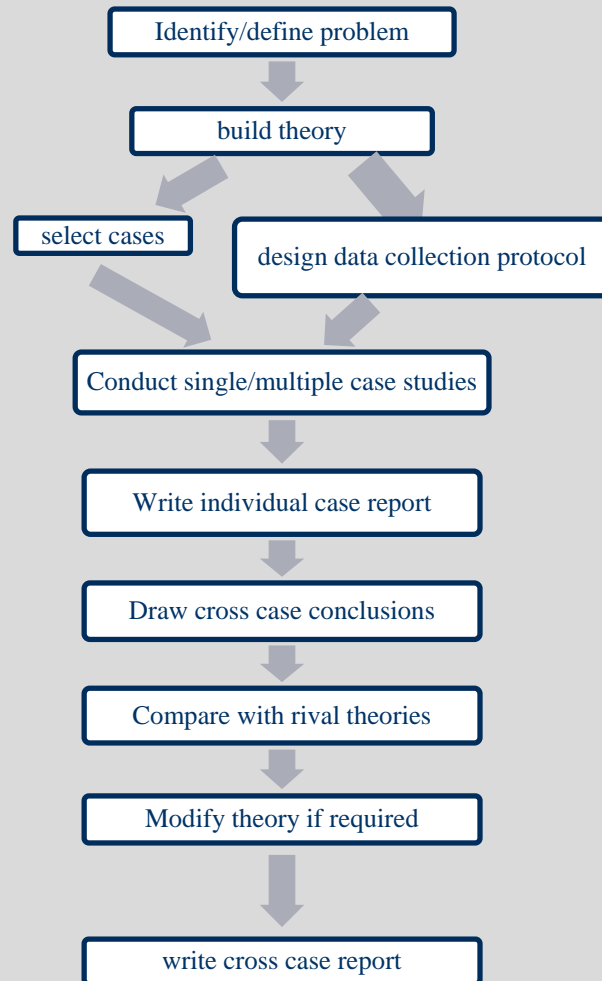 Identify/define problem
build theory
select cases
design data collection protocol
Conduct single/multiple case studies
Write individual case report
Draw cross case conclusions
Compare with rival theories
Modify theory if required
write cross case report